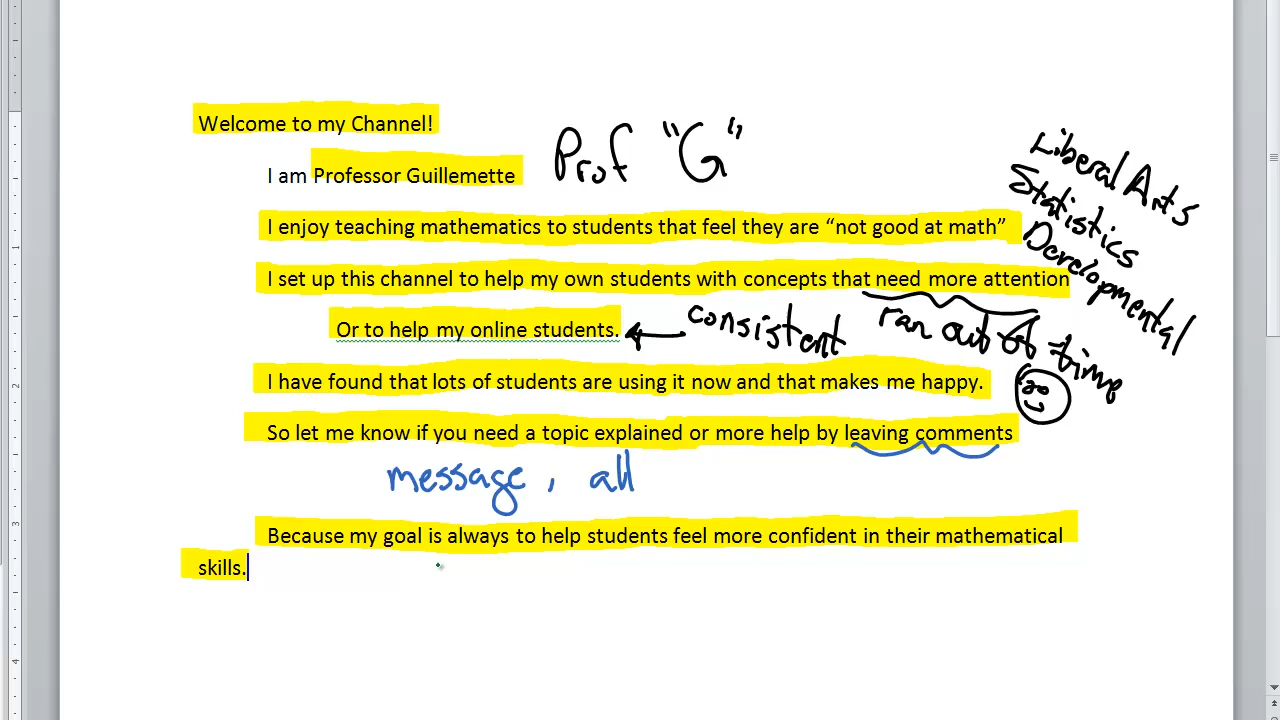 Welcome to my Channel!
I am Professor Guillemette Prof "G"
Liberal Arts
Statistics
Developmental
I enjoy teaching mathematics to students that feel they are “not good at math”
I set up this channel to help my own students with concepts that need more attention
Or to help my online students. consistent ran out of time
I have found that lots of students are using it now and that makes me happy.
So let me know if you need a topic explained or more help by leaving comments
message, all
Because my goal is always to help students feel more confident in their mathematical
skills.
1
2
3
4